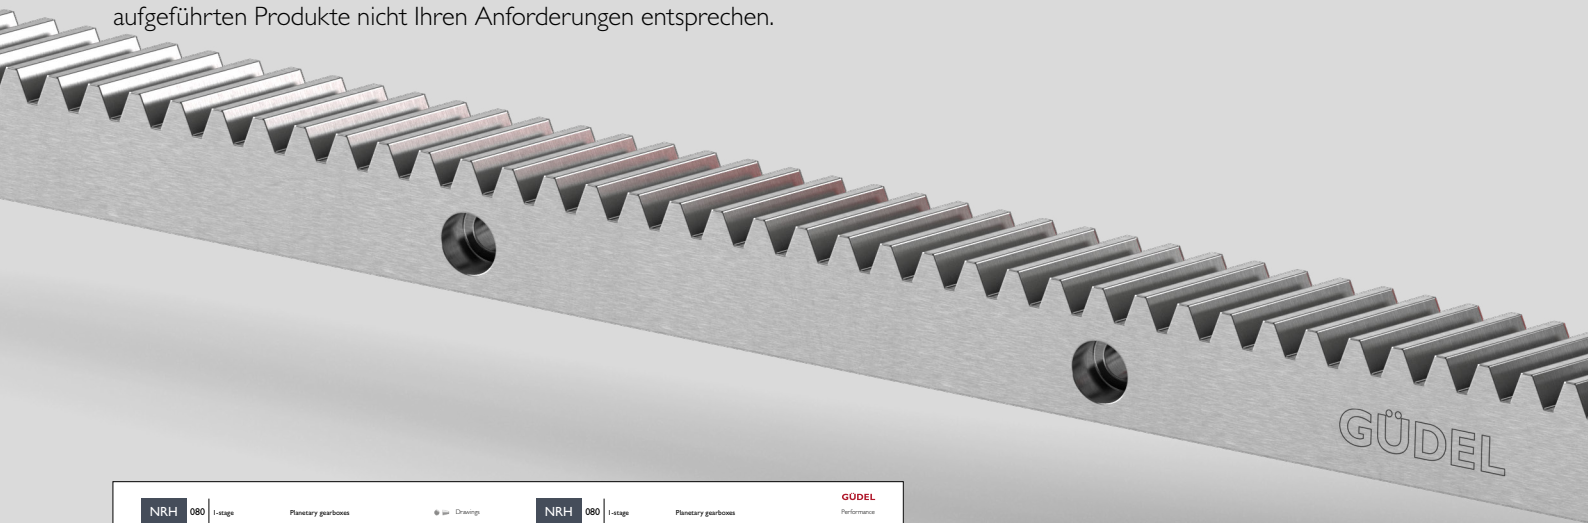 aufgeführten Produkte nicht Ihren Anforderungen entsprechen.
GÜDEL
GÜDEL
NRH 080 1-stage Planetary gearboxes Drawings NRH 080 1-stage Planetary gearboxes Performance